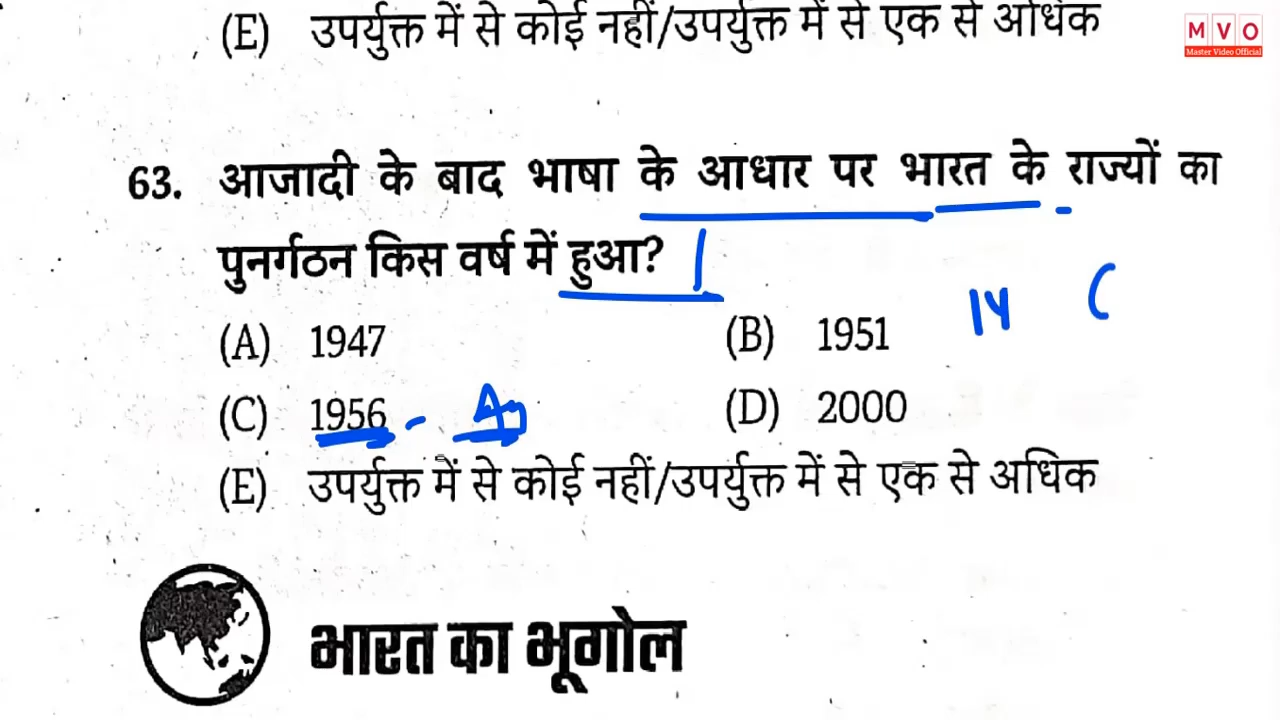 (E) उपर्युक्त में से कोई नहीं/उपर्युक्त में से एक से अधिक
M V O
Master Video Official
63. आजादी के बाद भाषा के आधार पर भारत के राज्यों का
पुनर्गठन किस वर्ष में हुआ?
14
(A) 1947 (B) 1951
(C) 1956 (D) 2000
(E) उपर्युक्त में से कोई नहीं/उपर्युक्त में से एक से अधिक
भारत का भूगोल